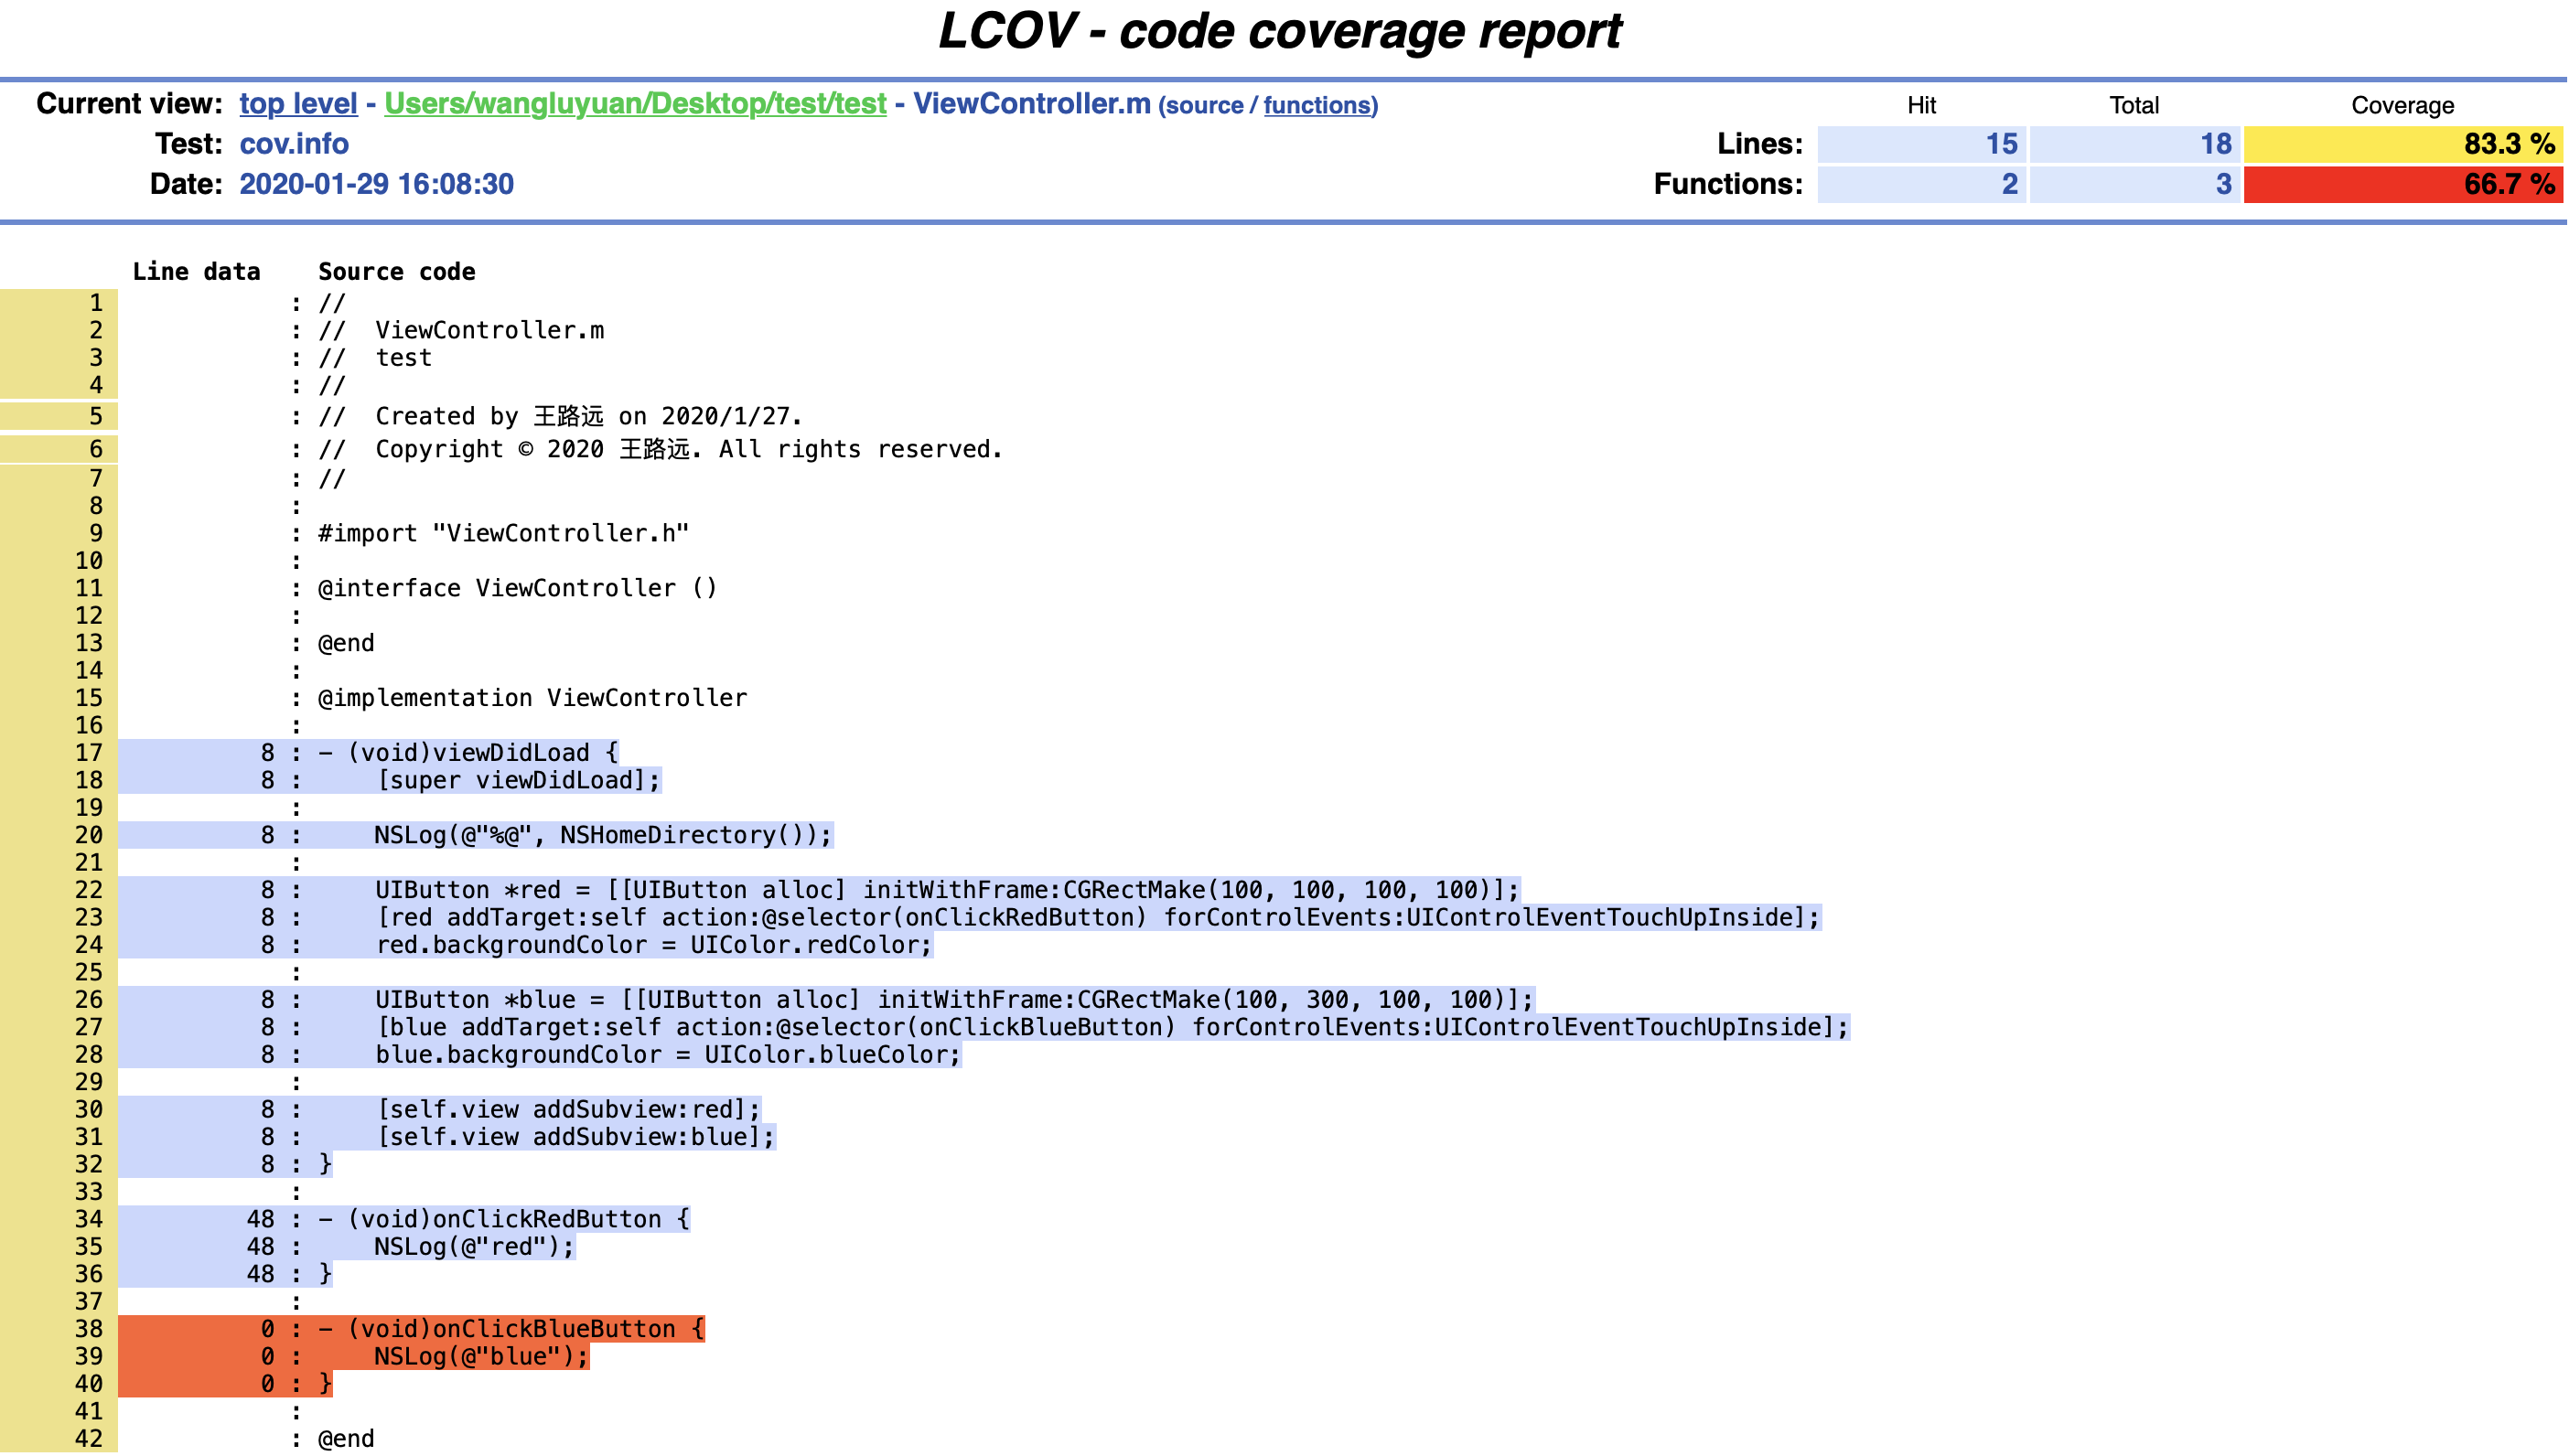 LCOV - code coverage report
Current view: top level - Users/wangluyuan/Desktop/test/test - ViewController.m (source / functions)
Test: cov.info
Date: 2020-01-29 16:08:30
Hit Total Coverage
Lines: 15 18 83.3 %
Functions: 2 3 66.7 %
Line data Source code
1 : //
2 : //  ViewController.m
3 : //  test
4 : //
5 : //  Created by 王路远 on 2020/1/27.
6 : //  Copyright © 2020 王路远. All rights reserved.
7 : //
8 :
9 : #import "ViewController.h"
10 :
11 : @interface ViewController ()
12 :
13 : @end
14 :
15 : @implementation ViewController
16 :
17 8 : - (void)viewDidLoad {
18 8 :     [super viewDidLoad];
19 :
20 8 :     NSLog(@"%@", NSHomeDirectory());
21 :
22 8 :     UIButton *red = [[UIButton alloc] initWithFrame:CGRectMake(100, 100, 100, 100)];
23 8 :     [red addTarget:self action:@selector(onClickRedButton) forControlEvents:UIControlEventTouchUpInside];
24 8 :     red.backgroundColor = UIColor.redColor;
25 :
26 8 :     UIButton *blue = [[UIButton alloc] initWithFrame:CGRectMake(100, 300, 100, 100)];
27 8 :     [blue addTarget:self action:@selector(onClickBlueButton) forControlEvents:UIControlEventTouchUpInside];
28 8 :     blue.backgroundColor = UIColor.blueColor;
29 :
30 8 :     [self.view addSubview:red];
31 8 :     [self.view addSubview:blue];
32 8 : }
33 :
34 48 : - (void)onClickRedButton {
35 48 :     NSLog(@"red");
36 48 : }
37 :
38 0 : - (void)onClickBlueButton {
39 0 :     NSLog(@"blue");
40 0 : }
41 :
42 : @end